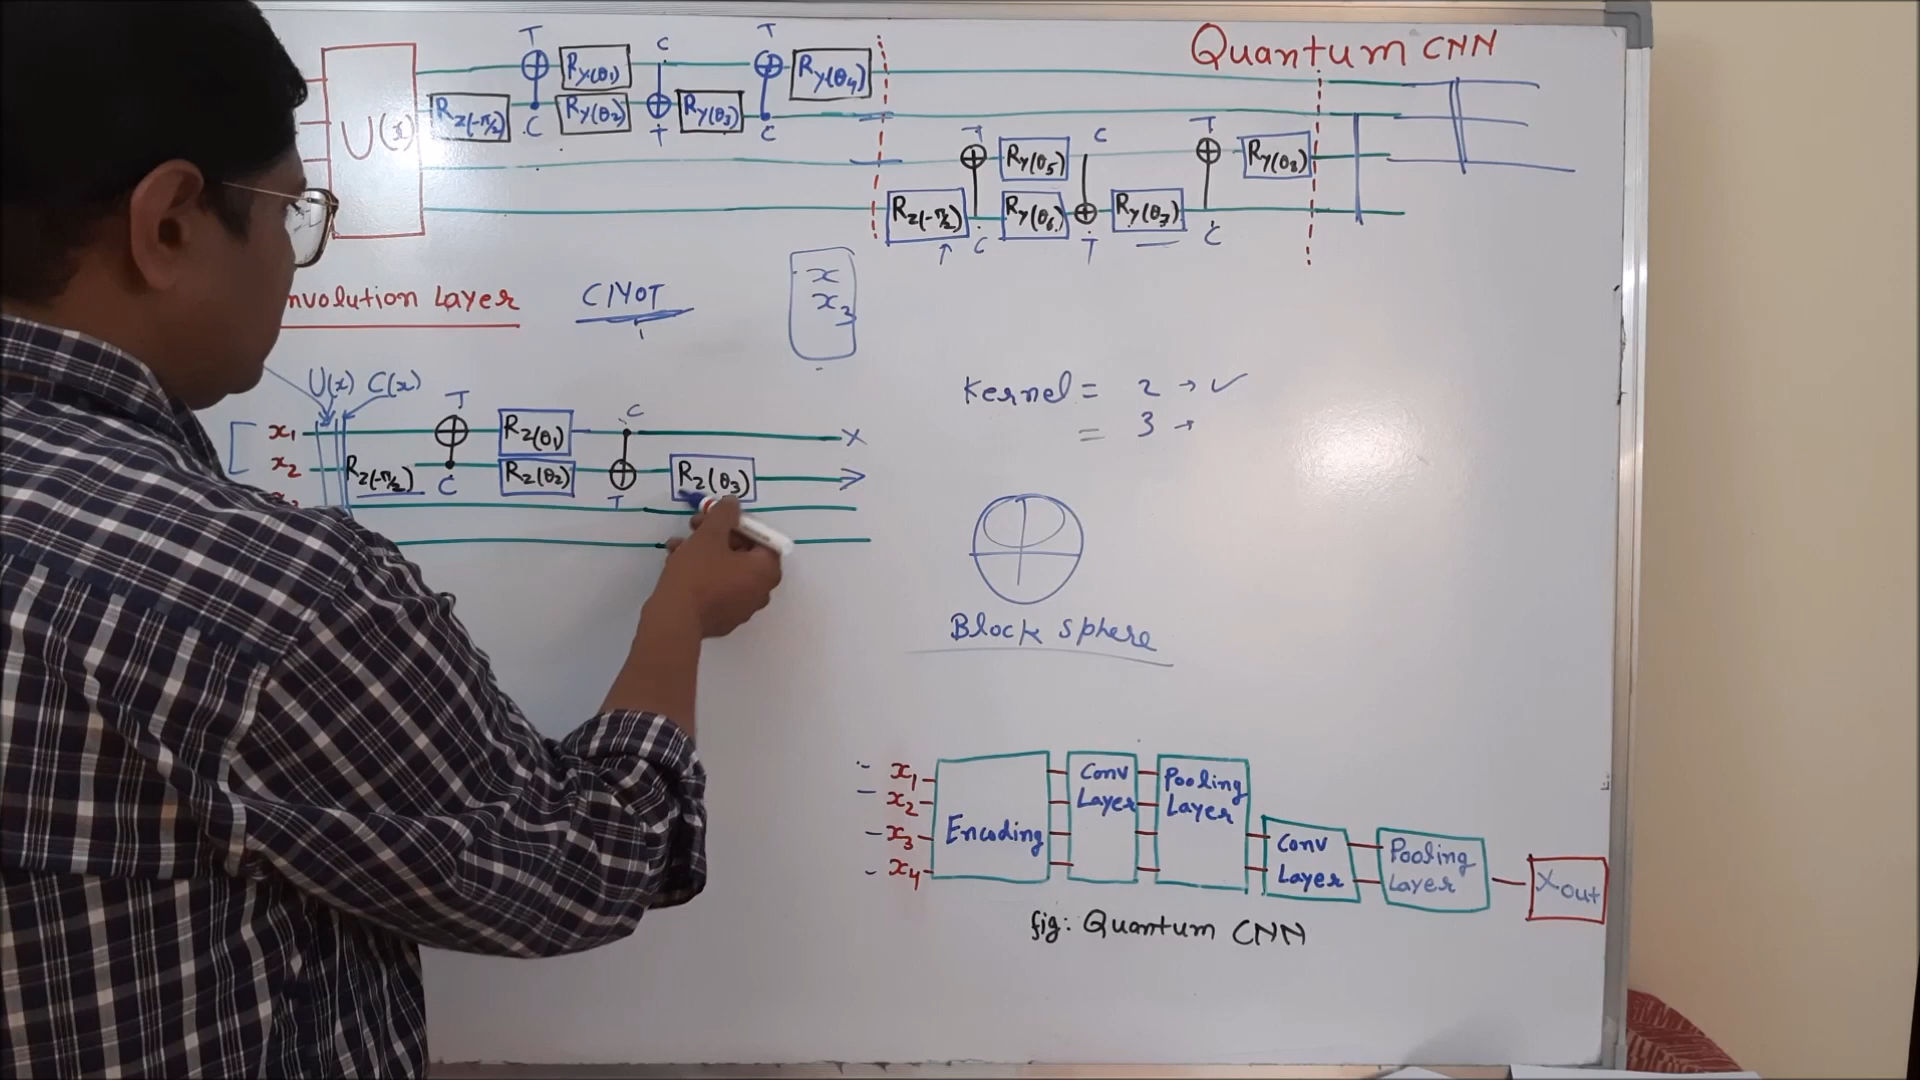 Quantum CNN
T C T
U(x) Ry(θ1) Ry(θ4)
Rz(-π/2) C Ry(θ2) T Ry(θ3) C
T C T
Ry(θ5) Ry(θ8)
Rz(-π/2) C Ry(θ6) T Ry(θ7) C
nvolution Layer CNOT
x
x2
U(x) C(x)
Kernel = 2 → ✓
= 3 →
T C
x1 Rz(θ1) X
x2 Rz(-π/2) C Rz(θ2) T Rz(θ3)
Block Sphere
x1
x2
x3
x4
Encoding
Conv
Layer
Pooling
Layer
Conv
Layer
Pooling
Layer
Xout
fig: Quantum CNN